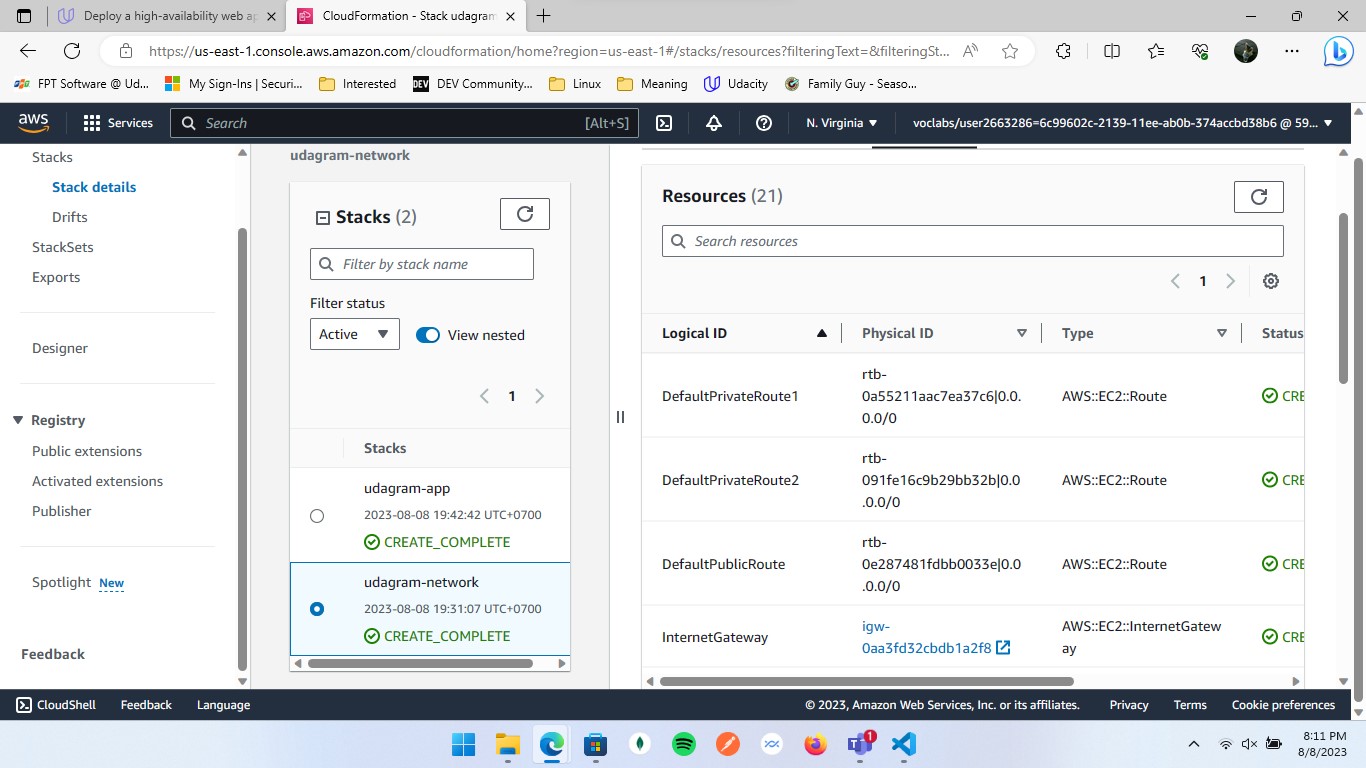 Deploy a high-availability web ap
CloudFormation - Stack udagram
https://us-east-1.console.aws.amazon.com/cloudformation/home?region=us-east-1#/stacks/resources?filteringText=&filteringSt...
FPT Software @ Ud...
My Sign-Ins | Securi...
Interested
DEV
DEV Community...
Linux
Meaning
Udacity
Family Guy - Seaso...
aws
Services
Search
[Alt+S]
N. Virginia
voclabs/user2663286=6c99602c-2139-11ee-ab0b-374accbd38b6 @ 59...
Stacks
Stack details
Drifts
StackSets
Exports
Designer
Registry
Public extensions
Activated extensions
Publisher
Spotlight New
Feedback
udagram-network
Stacks (2)
Filter by stack name
Filter status
Active
View nested
1
Stacks
udagram-app
2023-08-08 19:42:42 UTC+0700
CREATE_COMPLETE
udagram-network
2023-08-08 19:31:07 UTC+0700
CREATE_COMPLETE
Resources (21)
Search resources
1
Logical ID
Physical ID
Type
Status
DefaultPrivateRoute1
rtb-
0a55211aac7ea37c6|0.0.
0.0/0
AWS::EC2::Route
CRE
DefaultPrivateRoute2
rtb-
091fe16c9b29bb32b|0.0
.0.0/0
AWS::EC2::Route
CRE
DefaultPublicRoute
rtb-
0e287481fdbb0033e|0.0
.0.0/0
AWS::EC2::Route
CRE
InternetGateway
igw-
0aa3fd32cbdb1a2f8
AWS::EC2::InternetGatew
ay
CRE
CloudShell
Feedback
Language
© 2023, Amazon Web Services, Inc. or its affiliates.
Privacy
Terms
Cookie preferences
1
8:11 PM
8/8/2023